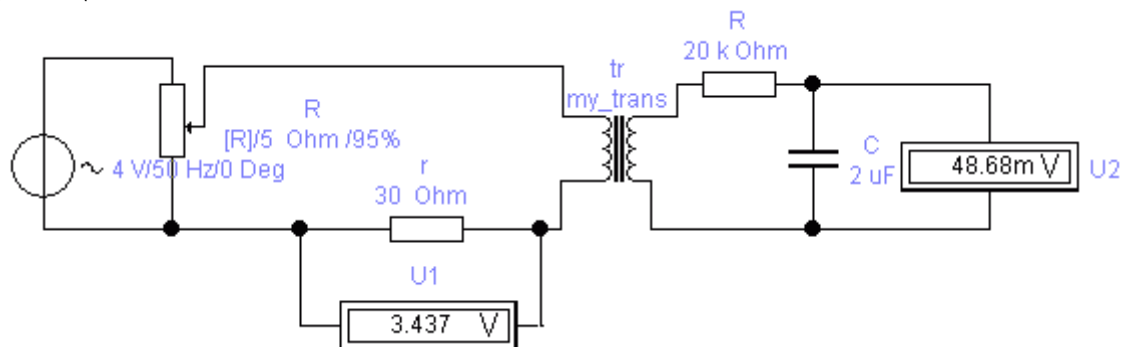 R
20 k Ohm
tr
my_trans
R
[R]/5 Ohm /95%
4 V/50 Hz/0 Deg
r
30 Ohm
C
2 uF
48.68m V
U2
U1
3.437 V